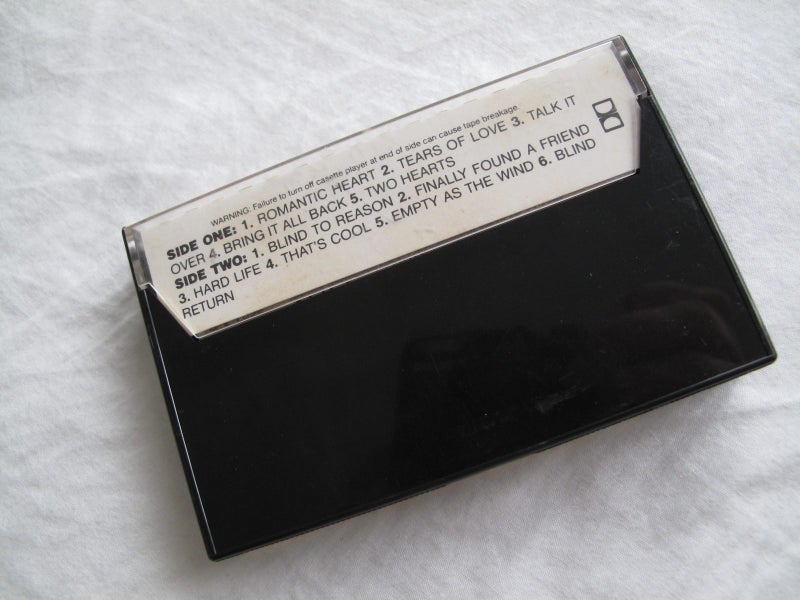 WARNING: Failure to turn off casette player at end of side can cause tape breakage.
SIDE ONE: 1. ROMANTIC HEART 2. TEARS OF LOVE 3. TALK IT
OVER 4. BRING IT ALL BACK 5. TWO HEARTS
SIDE TWO: 1. BLIND TO REASON 2. FINALLY FOUND A FRIEND
3. HARD LIFE 4. THAT'S COOL 5. EMPTY AS THE WIND 6. BLIND
RETURN